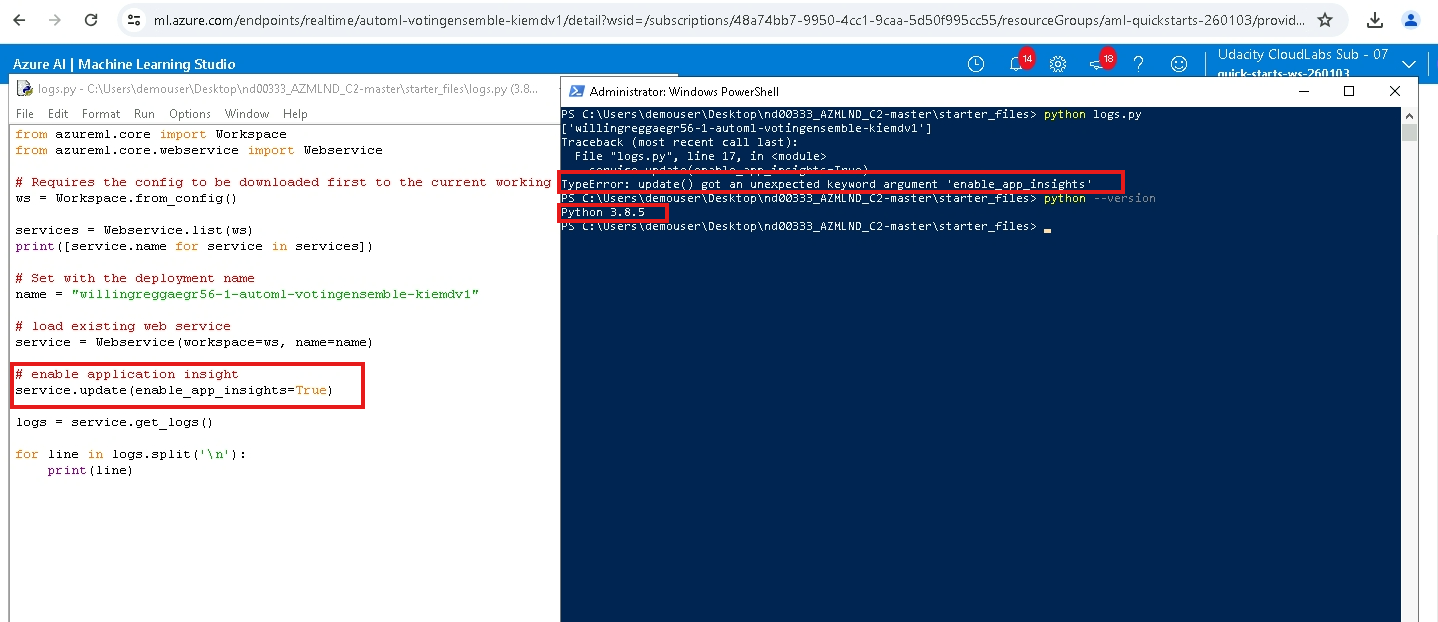 ml.azure.com/endpoints/realtime/automl-votingensemble-kiemdv1/detail?wsid=/subscriptions/48a74bb7-9950-4cc1-9caa-5d50f995cc55/resourceGroups/aml-quickstarts-260103/provid...
Azure AI | Machine Learning Studio
14
18
Udacity CloudLabs Sub - 07
quick-starts-ws-260103
logs.py - C:\Users\demouser\Desktop\nd00333_AZMLND_C2-master\starter_files\logs.py (3.8...
File Edit Format Run Options Window Help
from azureml.core import Workspace
from azureml.core.webservice import Webservice
# Requires the config to be downloaded first to the current working
ws = Workspace.from_config()
services = Webservice.list(ws)
print([service.name for service in services])
# Set with the deployment name
name = "willingreggaegr56-1-automl-votingensemble-kiemdv1"
# load existing web service
service = Webservice(workspace=ws, name=name)
# enable application insight
service.update(enable_app_insights=True)
logs = service.get_logs()
for line in logs.split('\n'):
    print(line)
Administrator: Windows PowerShell
PS C:\Users\demouser\Desktop\nd00333_AZMLND_C2-master\starter_files> python logs.py
['willingreggaegr56-1-automl-votingensemble-kiemdv1']
Traceback (most recent call last):
  File "logs.py", line 17, in <module>
    service.update(enable_app_insights=True)
TypeError: update() got an unexpected keyword argument 'enable_app_insights'
PS C:\Users\demouser\Desktop\nd00333_AZMLND_C2-master\starter_files> python --version
Python 3.8.5
PS C:\Users\demouser\Desktop\nd00333_AZMLND_C2-master\starter_files>